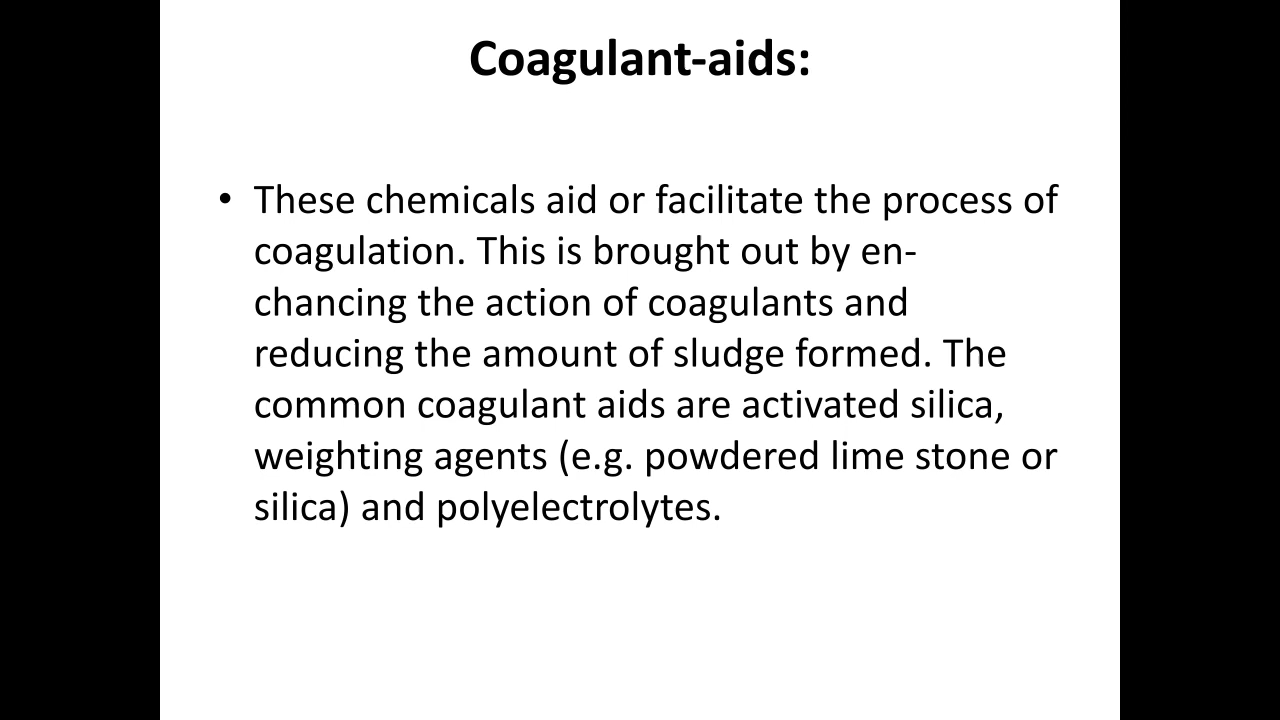 Coagulant-aids:
• These chemicals aid or facilitate the process of
coagulation. This is brought out by en-
chancing the action of coagulants and
reducing the amount of sludge formed. The
common coagulant aids are activated silica,
weighting agents (e.g. powdered lime stone or
silica) and polyelectrolytes.